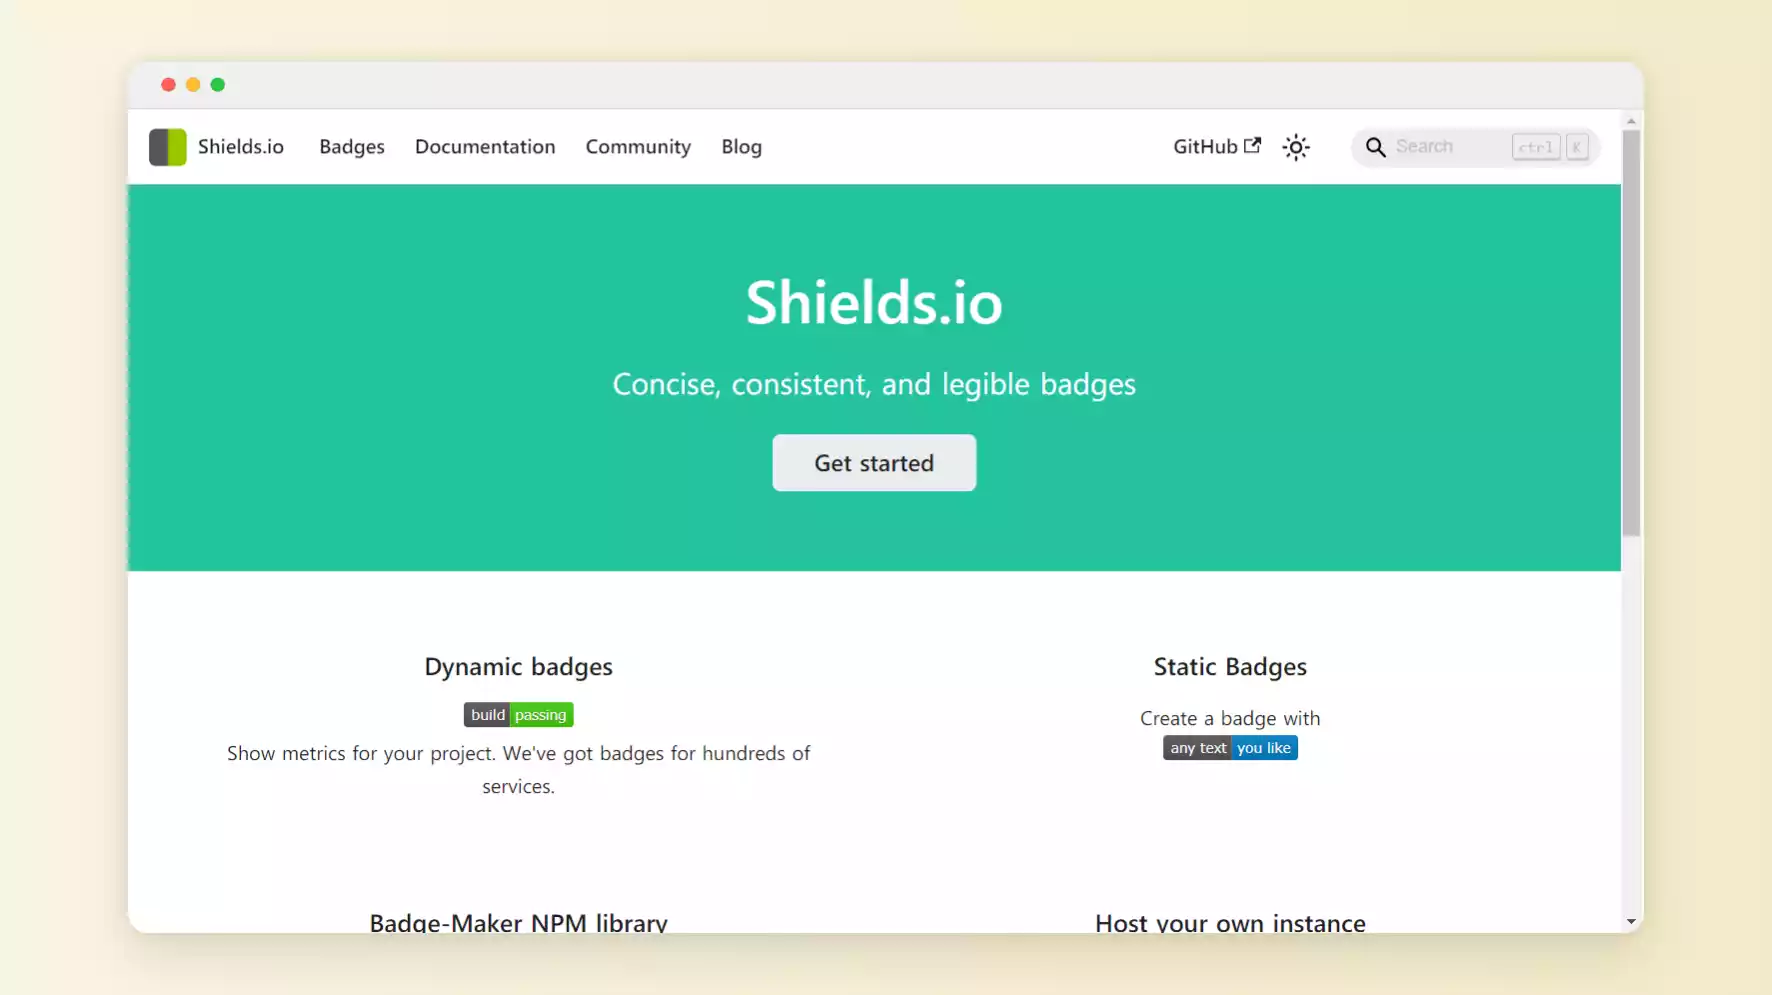 Shields.io Badges Documentation Community Blog GitHub Search ctrl K
Shields.io
Concise, consistent, and legible badges
Get started
Dynamic badges
build passing
Show metrics for your project. We've got badges for hundreds of
services.
Static Badges
Create a badge with
any text you like
Badge-Maker NPM library
Host your own instance